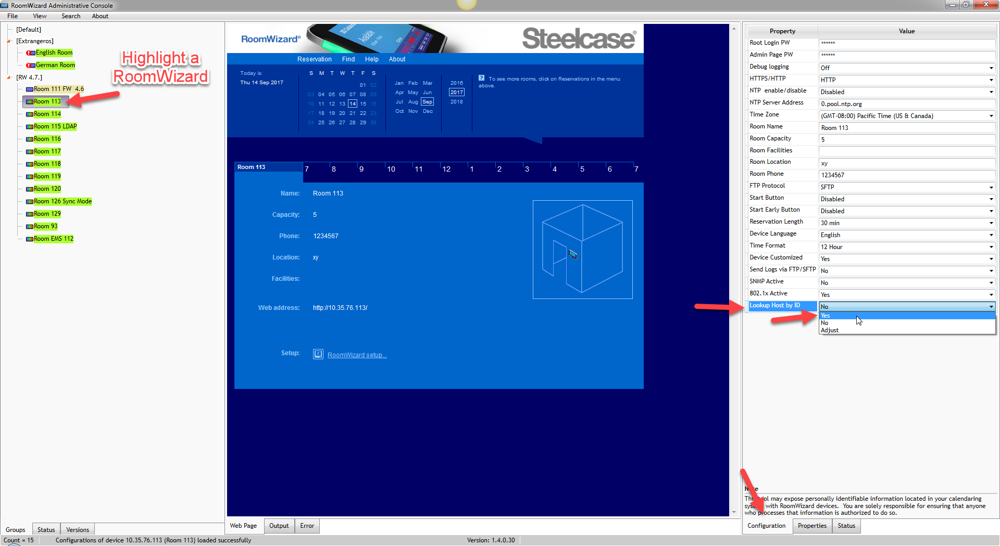 RoomWizard Administrative Console
File View Search About
[Default]
[Extrangeros]
English Room
German Room
[RW 4.7.]
Room 111 FW 4.6
Room 113
Room 114
Room 115 LDAP
Room 116
Room 117
Room 118
Room 119
Room 120
Room 126 Sync Mode
Room 129
Room 93
Room EMS 112
Highlight a
RoomWizard
Groups Status Versions
RoomWizard®
Steelcase®
Reservation Find Help About
Today is:
Thu 14 Sep 2017
S M T W T F S
01 02
03 04 05 06 07 08 09
10 11 12 13 14 15 16
17 18 19 20 21 22 23
24 25 26 27 28 29 30
Jan Feb Mar
Apr May Jun
Jul Aug Sep
Oct Nov Dec
2016
2017
2018
? To see more rooms, click on Reservations in the menu
above.
Room 113 7 8 9 10 11 12 1 2 3 4 5 6 7
Name: Room 113
Capacity: 5
Phone: 1234567
Location: xy
Facilities:
Web address: http://10.35.76.113/
Setup: RoomWizard setup...
Web Page Output Error
Property Value
Root Login PW ******
Admin Page PW ******
Debug logging Off
HTTPS/HTTP HTTP
NTP enable/disable Disabled
NTP Server Address 0.pool.ntp.org
Time Zone (GMT-08:00) Pacific Time (US & Canada)
Room Name Room 113
Room Capacity 5
Room Facilities
Room Location xy
Room Phone 1234567
FTP Protocol SFTP
Start Button Disabled
Start Early Button Disabled
Reservation Length 30 min
Device Language English
Time Format 12 Hour
Device Customized Yes
Send Logs via FTP/SFTP No
SNMP Active No
802.1x Active Yes
Lookup Host by ID No
Yes
No
Adjust
Note
This tool may expose personally identifiable information located in your calendaring
system with RoomWizard devices. You are solely responsible for ensuring that anyone
who processes that information is authorized to do so.
Configuration Properties Status
Count = 15 Configurations of device 10.35.76.113 (Room 113) loaded successfully Version: 1.4.0.30